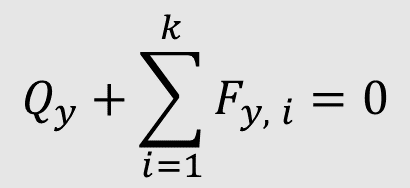 $Q_y + \sum_{i=1}^{k} F_{y,\,i} = 0$